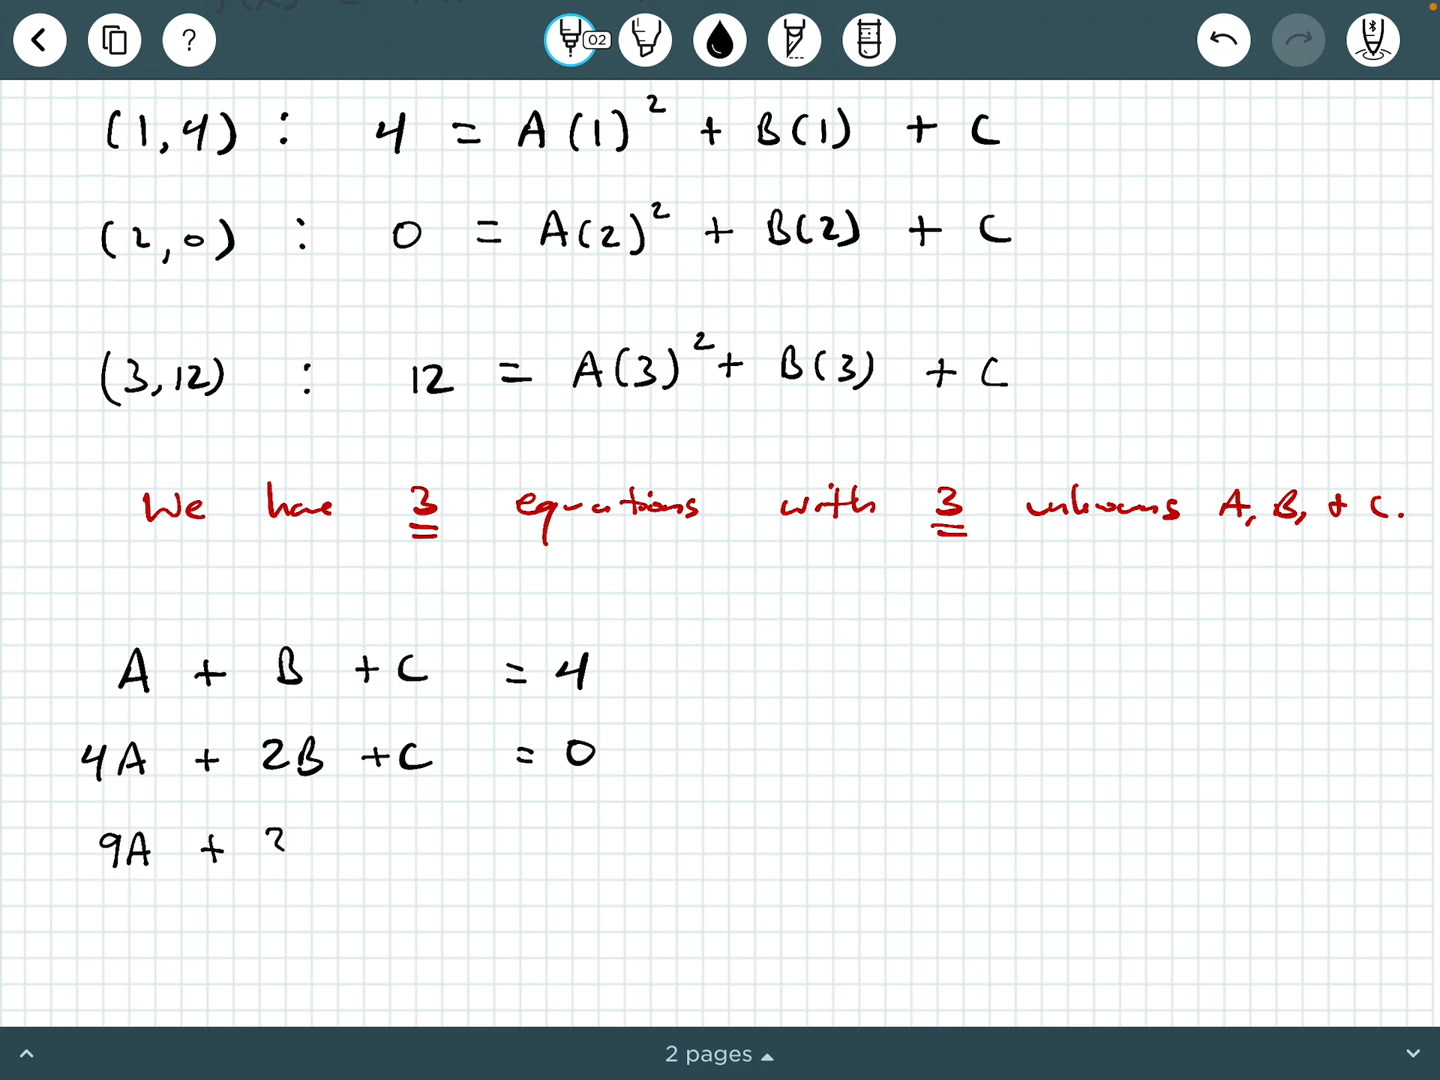 ?
02
(1,4) : 4 = A(1)² + B(1) + C
(2,0) : 0 = A(2)² + B(2) + C
(3,12) : 12 = A(3)² + B(3) + C
We have 3 equations with 3 unknowns A, B, + C.
A + B + C = 4
4A + 2B + C = 0
9A +
2 pages